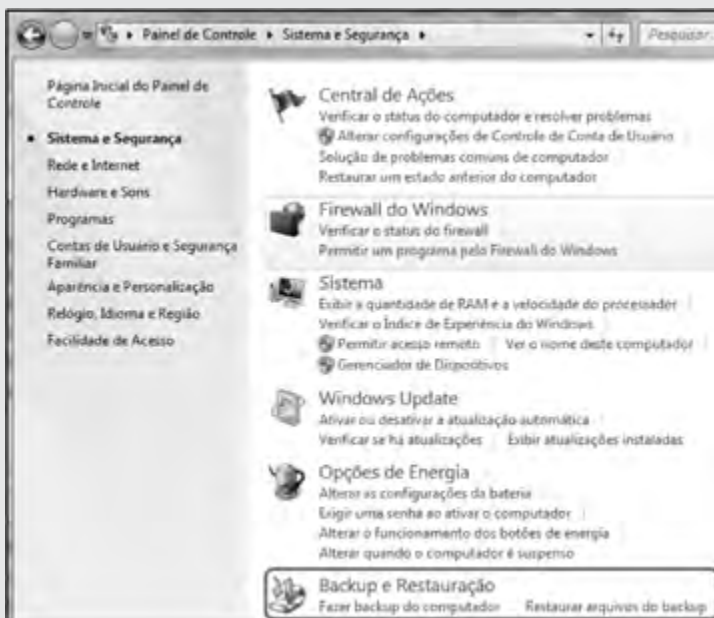 Painel de Controle ▸ Sistema e Segurança ▸
Pesquisar...
Página Inicial do Painel de
Controle
Sistema e Segurança
Rede e Internet
Hardware e Sons
Programas
Contas de Usuário e Segurança
Familiar
Aparência e Personalização
Relógio, Idioma e Região
Facilidade de Acesso
Central de Ações
Verificar o status do computador e resolver problemas
Alterar configurações de Controle de Conta de Usuário
Solução de problemas comuns de computador
Restaurar um estado anterior do computador
Firewall do Windows
Verificar o status do firewall
Permitir um programa pelo Firewall do Windows
Sistema
Exibir a quantidade de RAM e a velocidade do processador
Verificar o Índice de Experiência do Windows
Permitir acesso remoto Ver o nome deste computador
Gerenciador de Dispositivos
Windows Update
Ativar ou desativar a atualização automática
Verificar se há atualizações Exibir atualizações instaladas
Opções de Energia
Alterar as configurações da bateria
Exigir uma senha ao ativar o computador
Alterar o funcionamento dos botões de energia
Alterar quando o computador é suspenso
Backup e Restauração
Fazer backup do computador Restaurar arquivos do backup